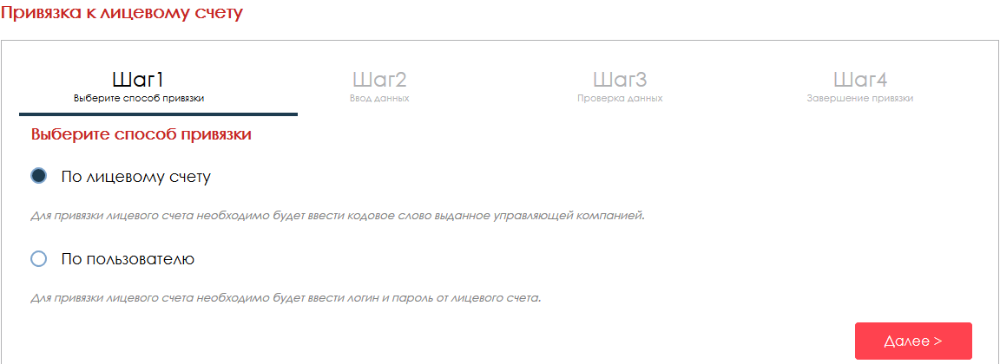 Привязка к лицевому счету
Шаг1 Шаг2 Шаг3 Шаг4
Выберите способ привязки Ввод данных Проверка данных Завершение привязки
Выберите способ привязки
По лицевому счету
Для привязки лицевого счета необходимо будет ввести кодовое слово выданное управляющей компанией.
По пользователю
Для привязки лицевого счета необходимо будет ввести логин и пароль от лицевого счета.
Далее >